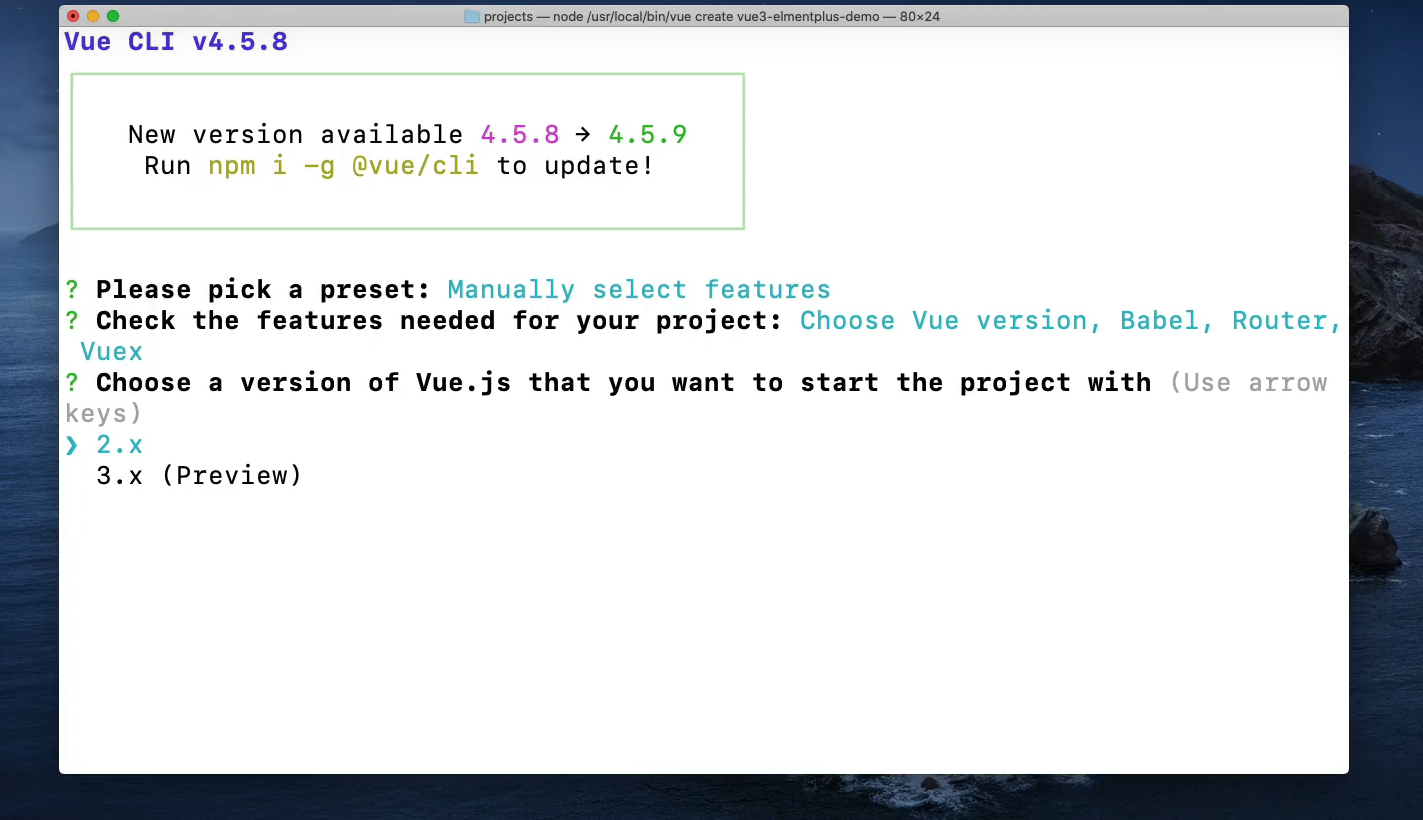 projects — node /usr/local/bin/vue create vue3-elmentplus-demo — 80×24
Vue CLI v4.5.8
New version available 4.5.8 → 4.5.9
Run npm i -g @vue/cli to update!
? Please pick a preset: Manually select features
? Check the features needed for your project: Choose Vue version, Babel, Router,
Vuex
? Choose a version of Vue.js that you want to start the project with (Use arrow
keys)
❯ 2.x
3.x (Preview)